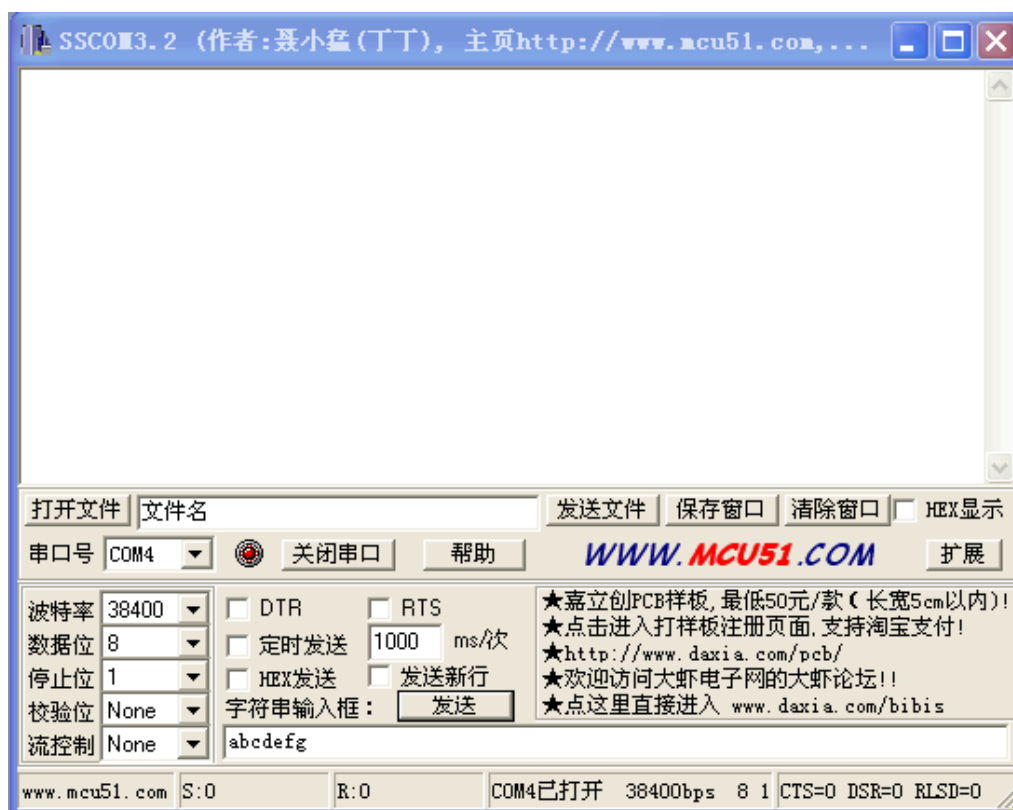 SSCOM3.2 (作者:聂小猛(丁丁), 主页http://www.mcu51.com,...
打开文件 文件名 发送文件 保存窗口 清除窗口 HEX显示
串口号 COM4 关闭串口 帮助 WWW.MCU51.COM 扩展
波特率 38400 DTR RTS
数据位 8 定时发送 1000 ms/次
停止位 1 HEX发送 发送新行
校验位 None 字符串输入框: 发送
流控制 None abcdefg
★嘉立创PCB样板,最低50元/款(长宽5cm以内)!
★点击进入打样板注册页面,支持淘宝支付!
★http://www.daxia.com/pcb/
★欢迎访问大虾电子网的大虾论坛!!
★点这里直接进入 www.daxia.com/bibis
www.mcu51.com S:0 R:0 COM4已打开 38400bps 8 1 CTS=0 DSR=0 RLSD=0